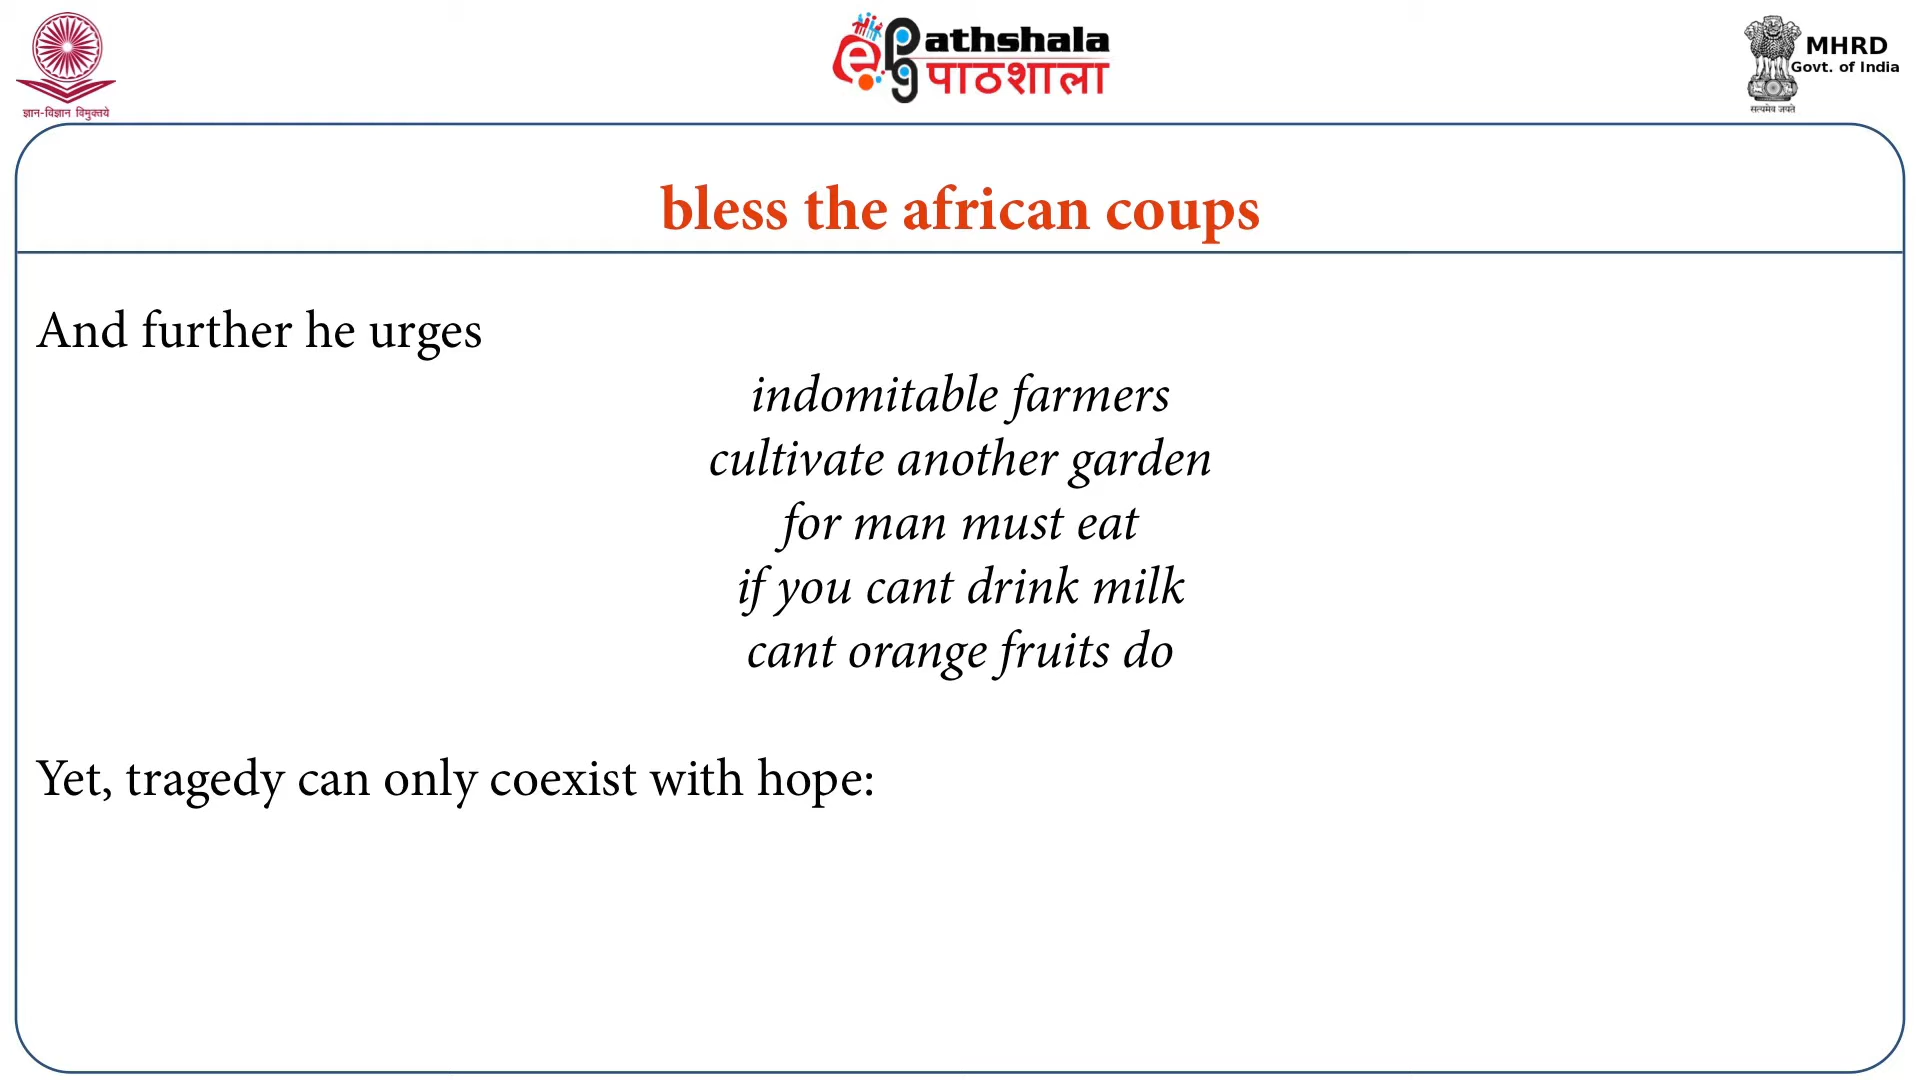 ज्ञान-विज्ञान विमुक्तये
ePG Pathshala
पाठशाला
MHRD
Govt. of India
सत्यमेव जयते
bless the african coups
And further he urges
indomitable farmers
cultivate another garden
for man must eat
if you cant drink milk
cant orange fruits do
Yet, tragedy can only coexist with hope: